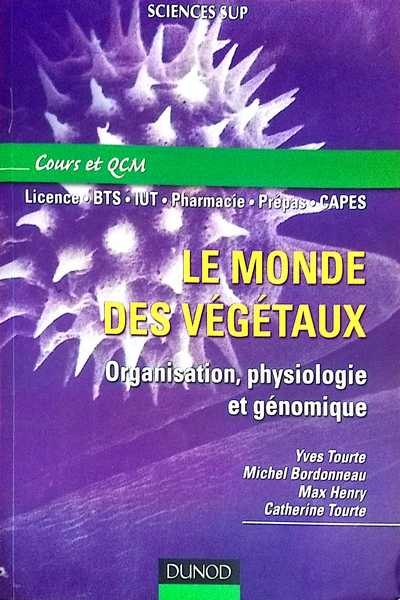 SCIENCES SUP
Cours et QCM
Licence • BTS • IUT • Pharmacie • Prépas • CAPES
LE MONDE
DES VÉGÉTAUX
Organisation, physiologie
et génomique
Yves Tourte
Michel Bordonneau
Max Henry
Catherine Tourte
DUNOD